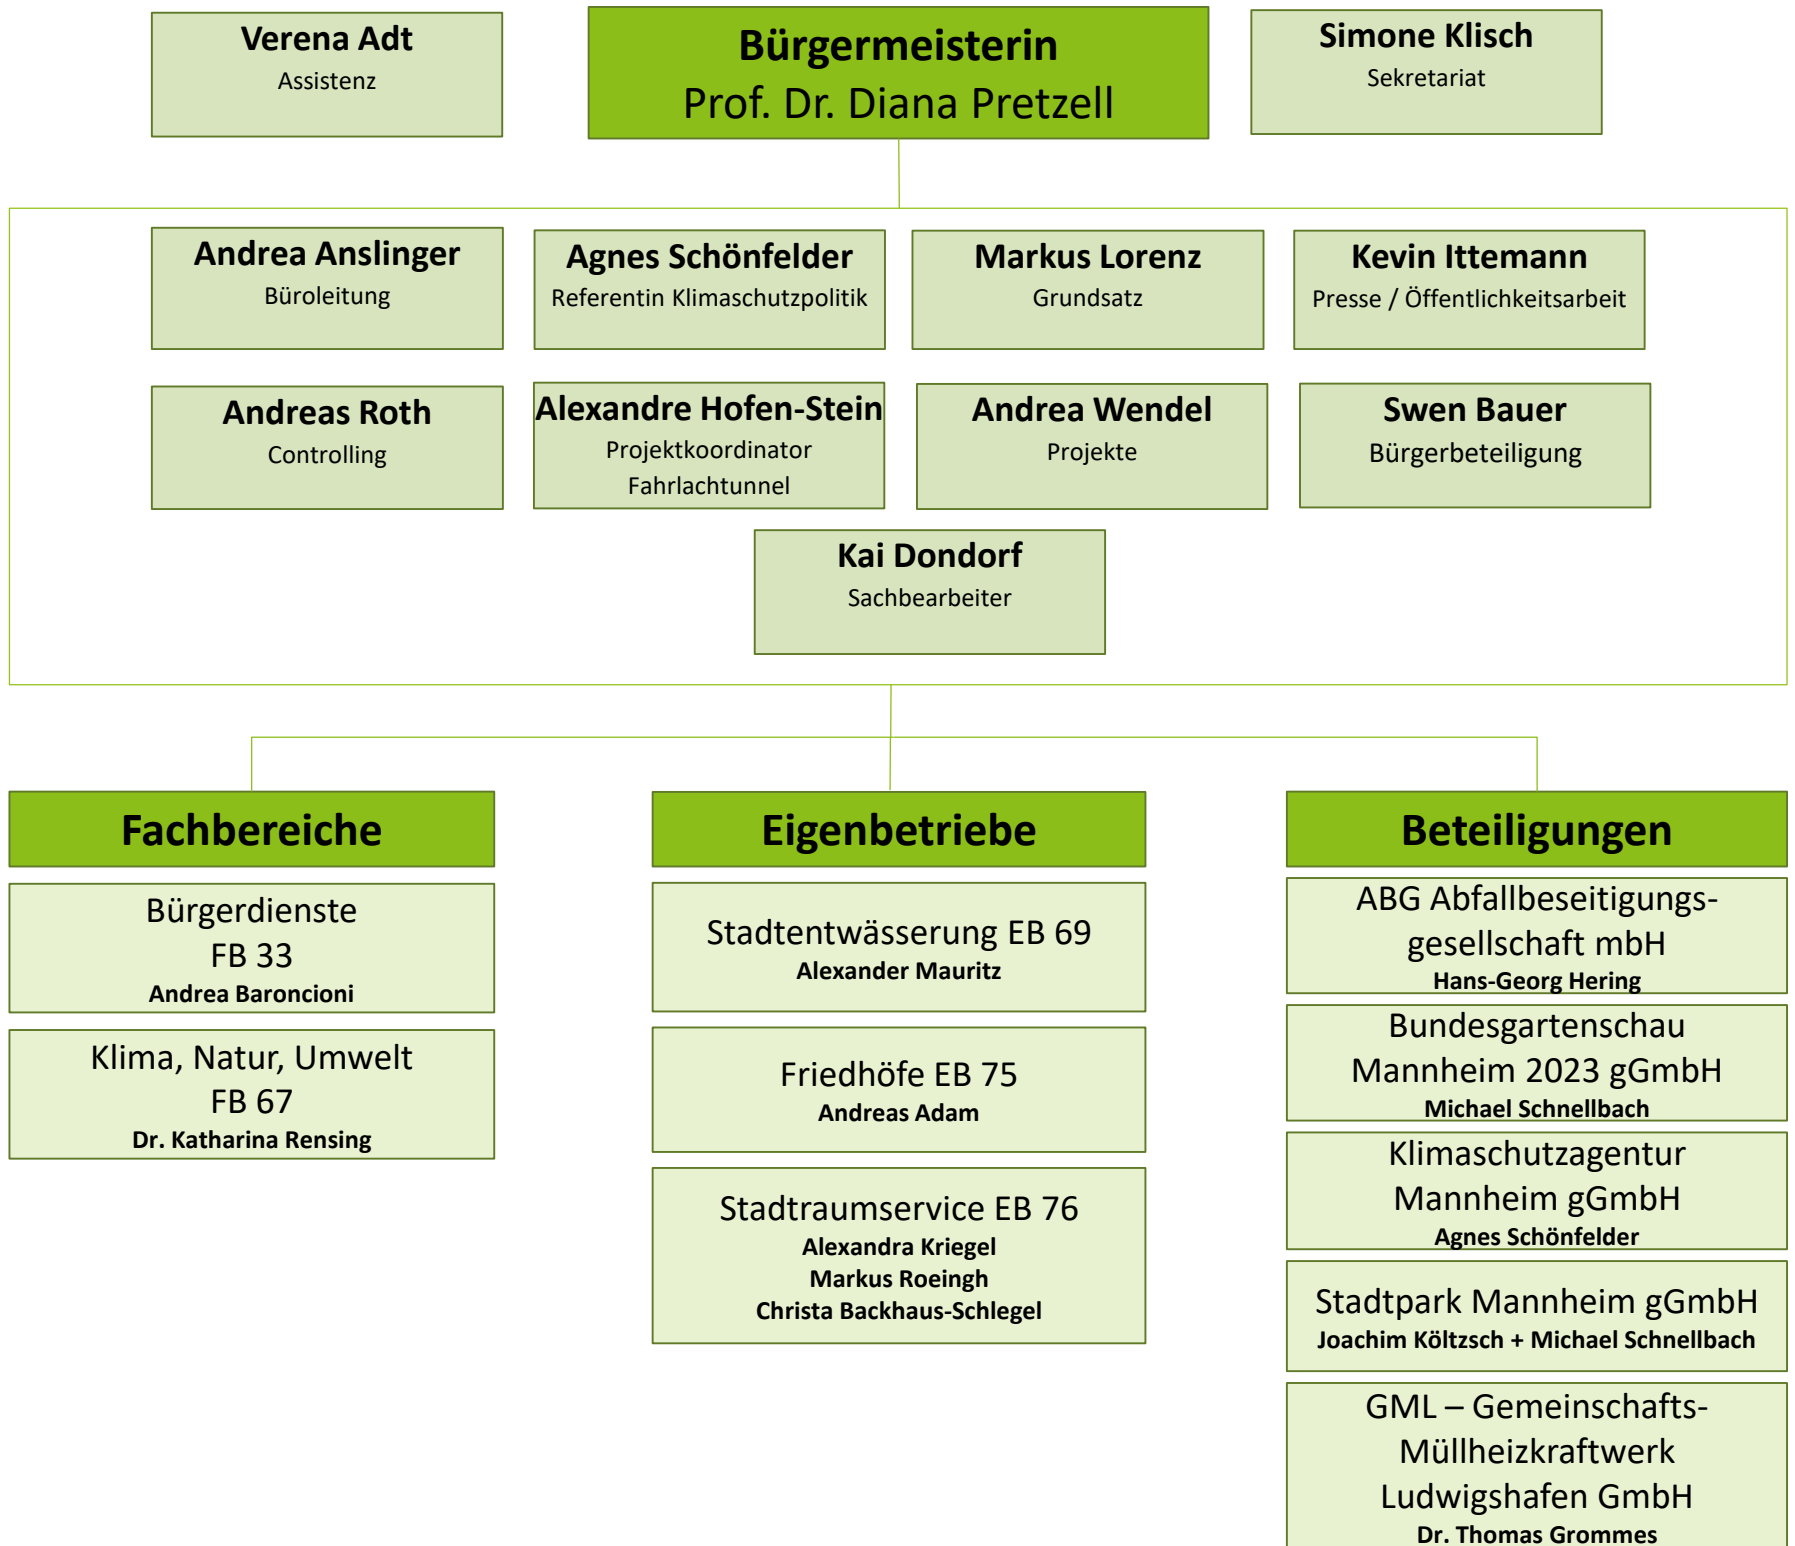 Verena Adt
Assistenz
Bürgermeisterin
Prof. Dr. Diana Pretzell
Simone Klisch
Sekretariat
Andrea Anslinger
Büroleitung
Agnes Schönfelder
Referentin Klimaschutzpolitik
Markus Lorenz
Grundsatz
Kevin Ittemann
Presse / Öffentlichkeitsarbeit
Andreas Roth
Controlling
Alexandre Hofen-Stein
Projektkoordinator
Fahrlachtunnel
Andrea Wendel
Projekte
Swen Bauer
Bürgerbeteiligung
Kai Dondorf
Sachbearbeiter
Fachbereiche
Bürgerdienste
FB 33
Andrea Baroncioni
Klima, Natur, Umwelt
FB 67
Dr. Katharina Rensing
Eigenbetriebe
Stadtentwässerung EB 69
Alexander Mauritz
Friedhöfe EB 75
Andreas Adam
Stadtraumservice EB 76
Alexandra Kriegel
Markus Roeingh
Christa Backhaus-Schlegel
Beteiligungen
ABG Abfallbeseitigungs-
gesellschaft mbH
Hans-Georg Hering
Bundesgartenschau
Mannheim 2023 gGmbH
Michael Schnellbach
Klimaschutzagentur
Mannheim gGmbH
Agnes Schönfelder
Stadtpark Mannheim gGmbH
Joachim Költzsch + Michael Schnellbach
GML – Gemeinschafts-
Müllheizkraftwerk
Ludwigshafen GmbH
Dr. Thomas Grommes